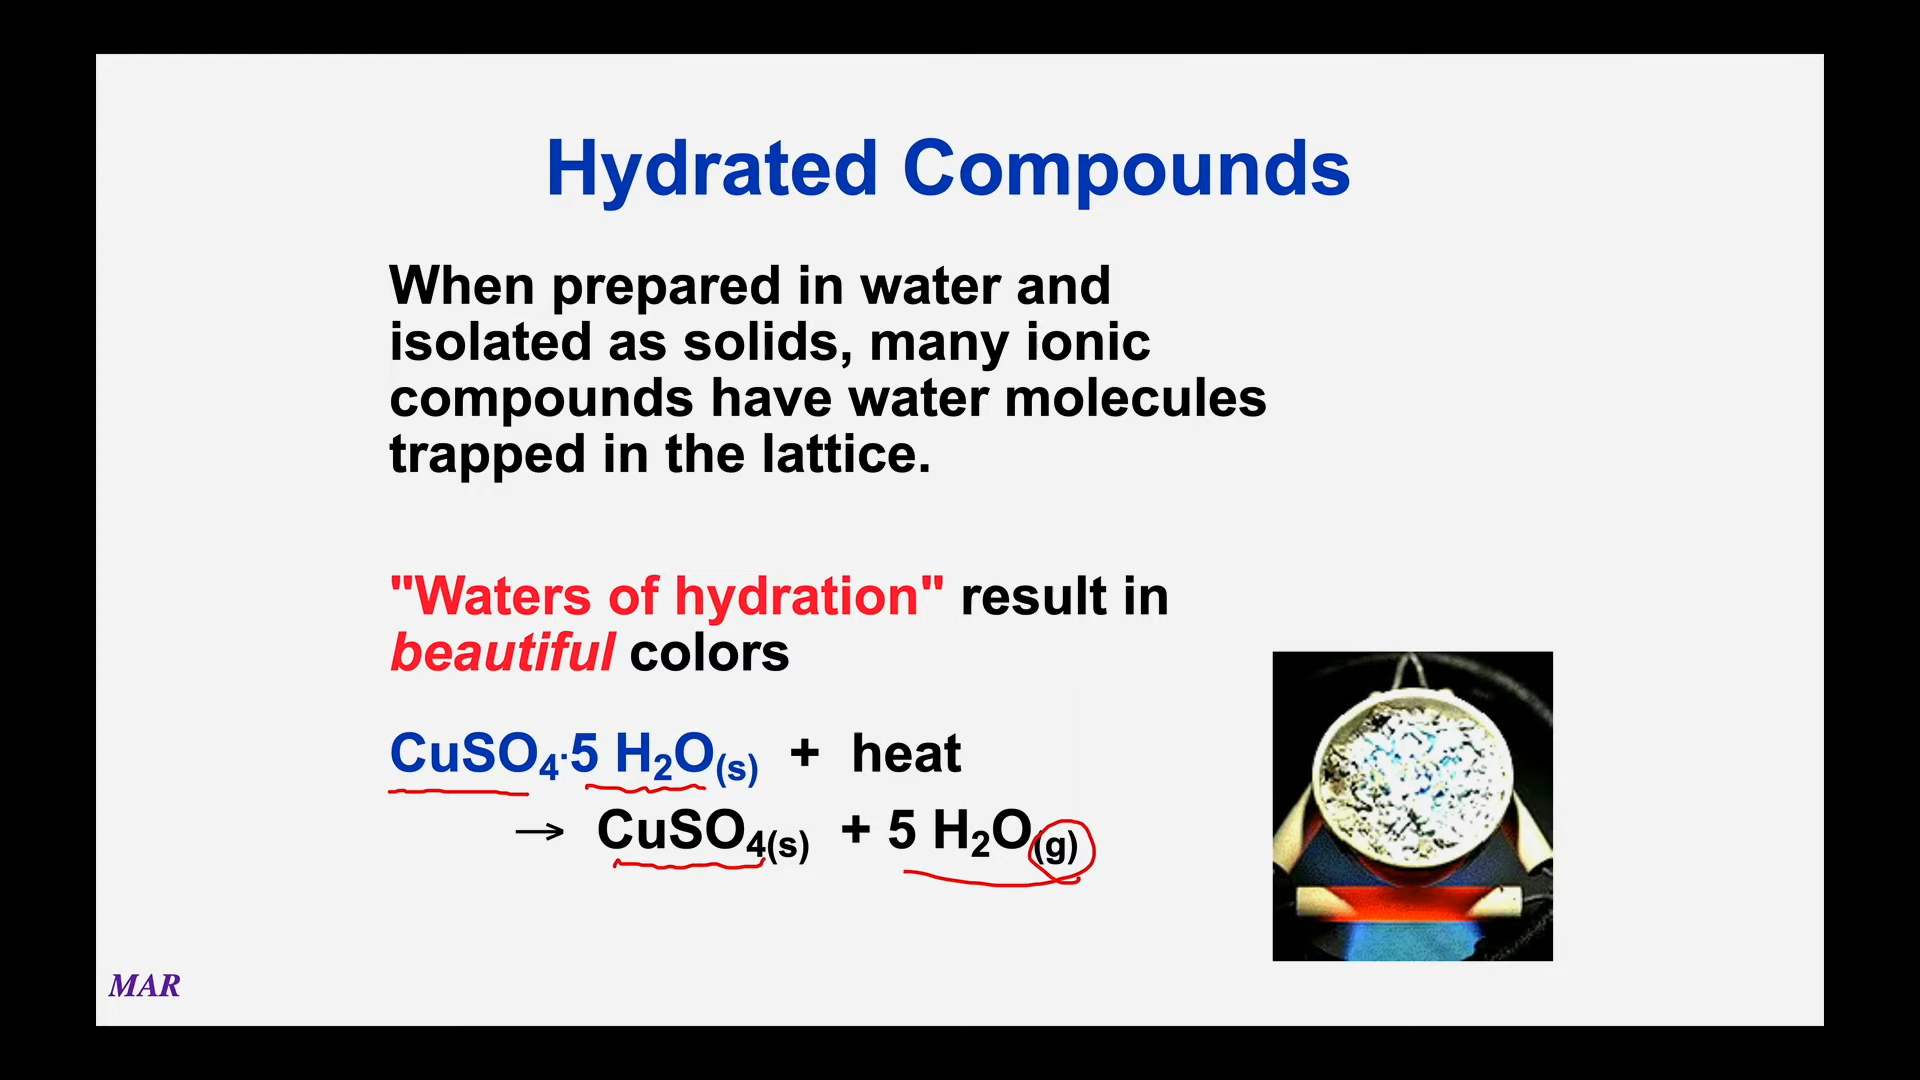 Hydrated Compounds
When prepared in water and
isolated as solids, many ionic
compounds have water molecules
trapped in the lattice.
"Waters of hydration" result in
beautiful colors
CuSO₄·5 H₂O(s) + heat
→ CuSO₄(s) + 5 H₂O(g)
MAR